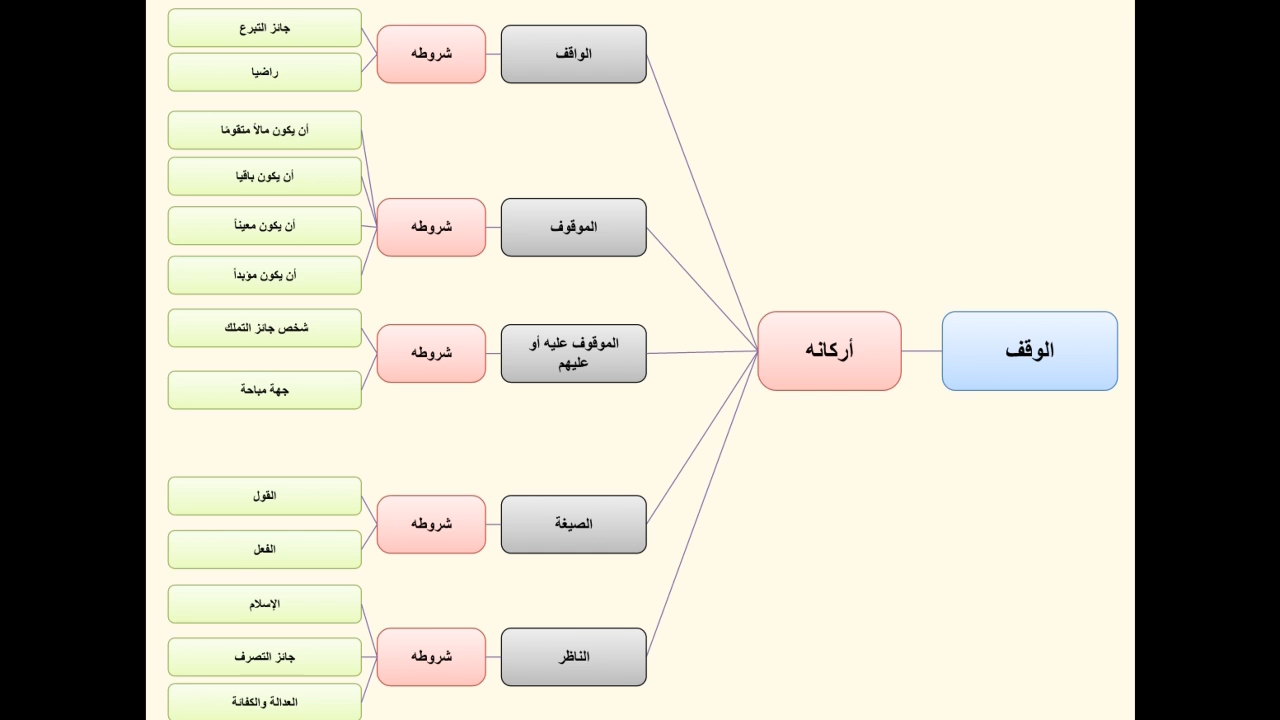 الوقف
أركانه
الواقف
شروطه
جائز التبرع
راضيا
الموقوف
شروطه
أن يكون مالاً متقومًا
أن يكون باقيا
أن يكون معيناً
أن يكون مؤبداً
الموقوف عليه أو
عليهم
شروطه
شخص جائز التملك
جهة مباحة
الصيغة
شروطه
القول
الفعل
الناظر
شروطه
الإسلام
جائز التصرف
العدالة والكفائة